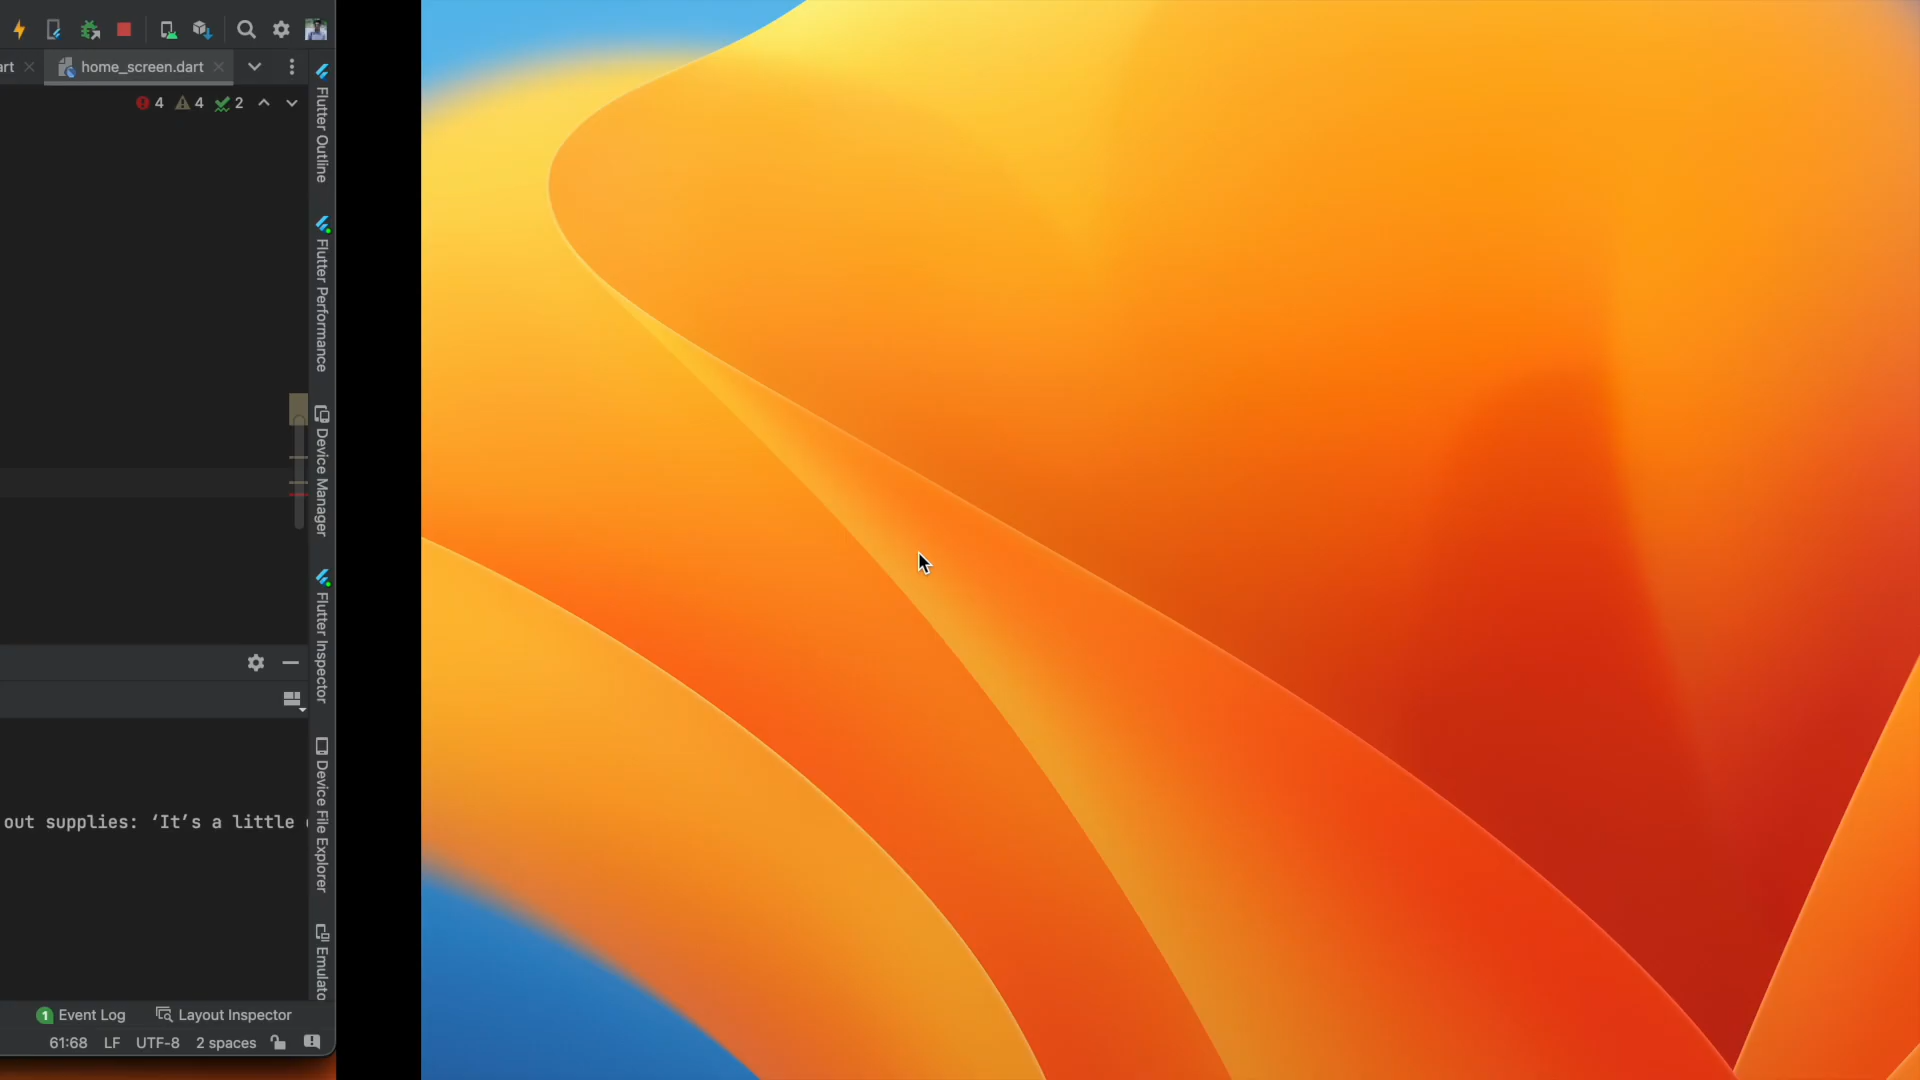 art
home_screen.dart
4 4 2
Flutter Outline
Flutter Performance
Device Manager
Flutter Inspector
Device File Explorer
Emulato
out supplies: ‘It’s a little
1 Event Log
Layout Inspector
61:68 LF UTF-8 2 spaces